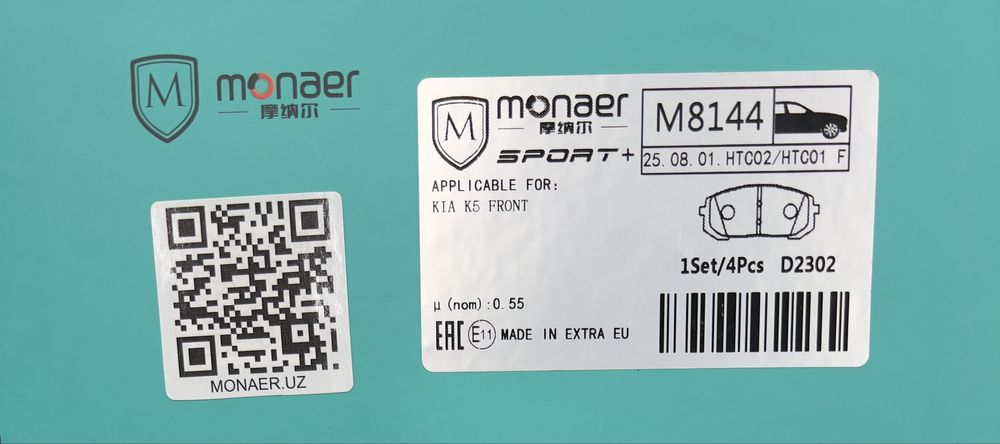 M
monaer
摩纳尔
MONAER.UZ
M
monaer
摩纳尔
SPORT+
M8144
25.08.01.HTC02/HTC01 F
APPLICABLE FOR:
KIA K5 FRONT
1Set/4Pcs D2302
μ(nom):0.55
EAC E11 MADE IN EXTRA EU